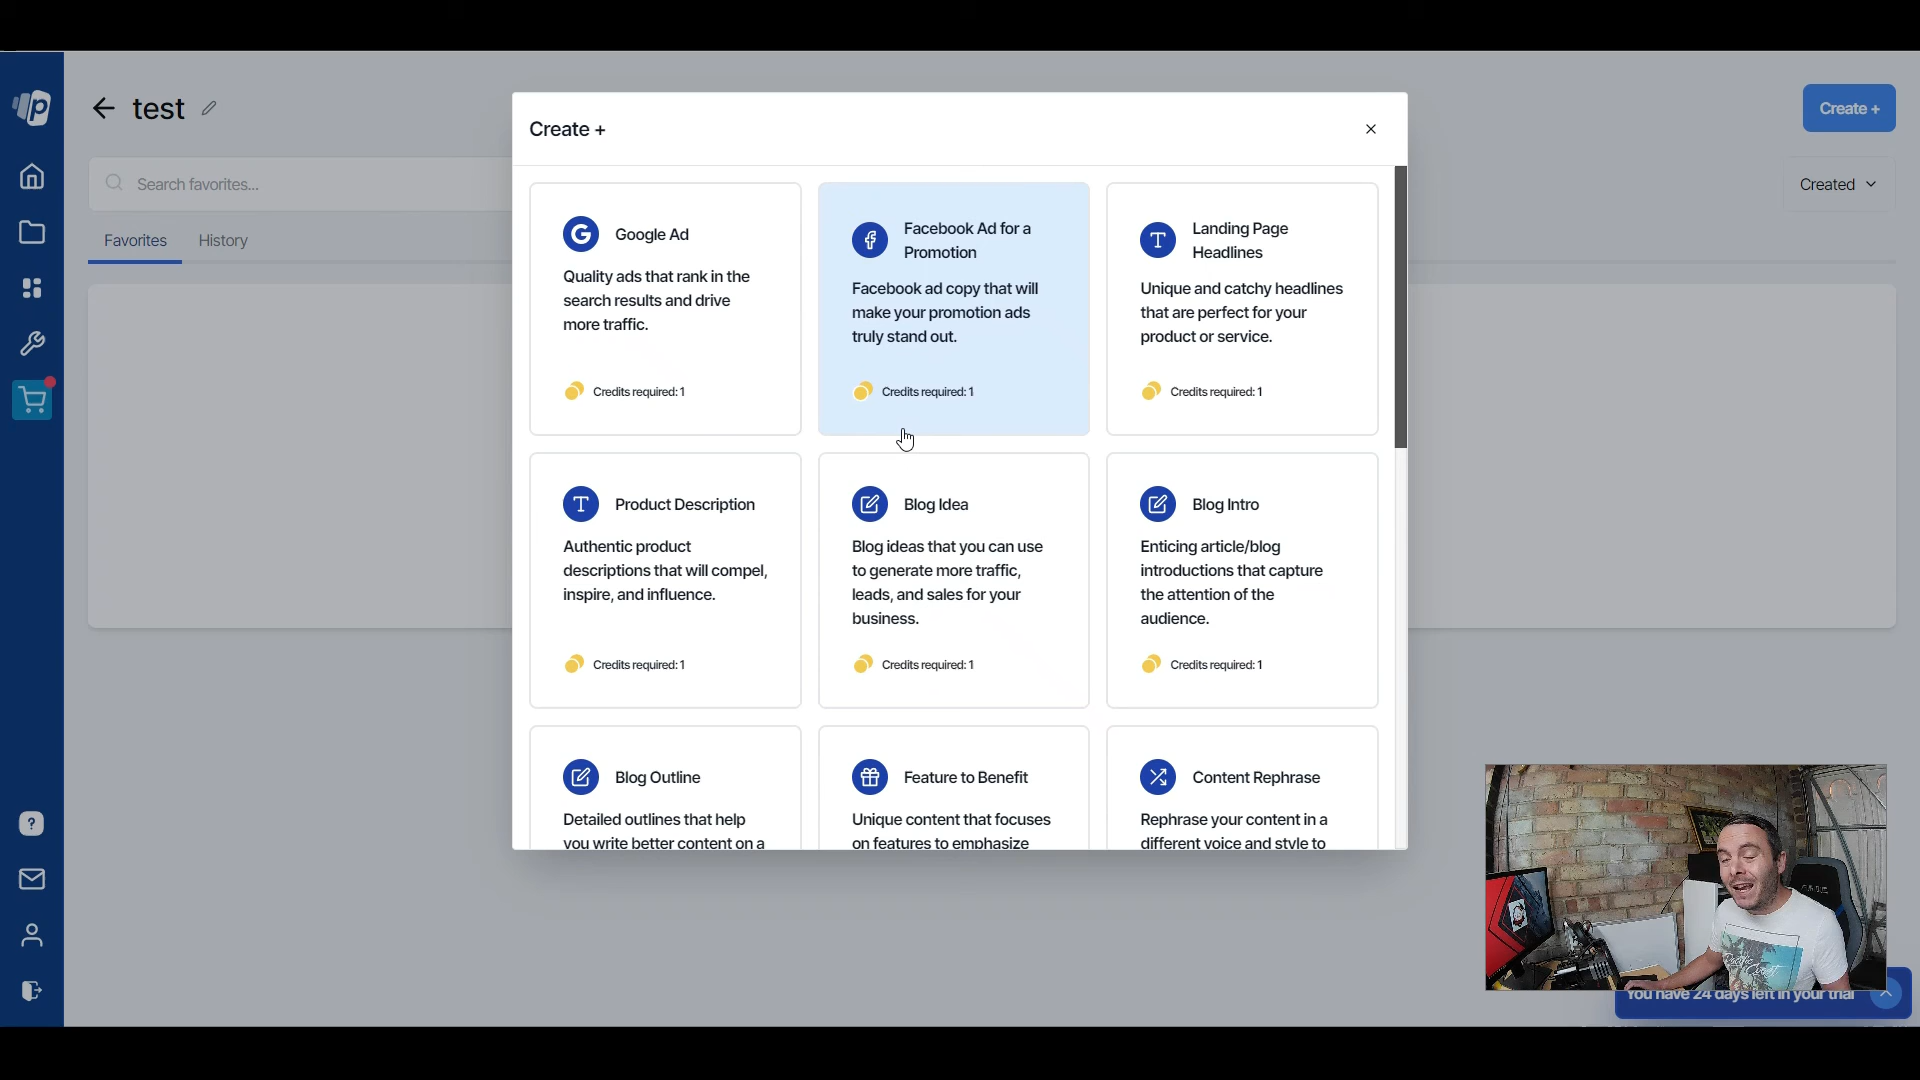 test
Create +
Search favorites...
Created
Favorites
History
Create +
Google Ad
Quality ads that rank in the
search results and drive
more traffic.
Credits required: 1
Facebook Ad for a
Promotion
Facebook ad copy that will
make your promotion ads
truly stand out.
Credits required: 1
Landing Page
Headlines
Unique and catchy headlines
that are perfect for your
product or service.
Credits required: 1
Product Description
Authentic product
descriptions that will compel,
inspire, and influence.
Credits required: 1
Blog Idea
Blog ideas that you can use
to generate more traffic,
leads, and sales for your
business.
Credits required: 1
Blog Intro
Enticing article/blog
introductions that capture
the attention of the
audience.
Credits required: 1
Blog Outline
Detailed outlines that help
you write better content on a
Feature to Benefit
Unique content that focuses
on features to emphasize
Content Rephrase
Rephrase your content in a
different voice and style to
You have 24 days left in your trial